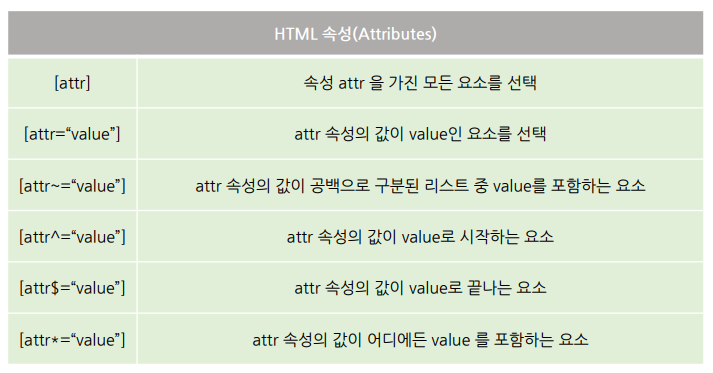 HTML 속성(Attributes)
[attr] 속성 attr 을 가진 모든 요소를 선택
[attr=“value”] attr 속성의 값이 value인 요소를 선택
[attr~=“value”] attr 속성의 값이 공백으로 구분된 리스트 중 value를 포함하는 요소
[attr^=“value”] attr 속성의 값이 value로 시작하는 요소
[attr$=“value”] attr 속성의 값이 value로 끝나는 요소
[attr*=“value”] attr 속성의 값이 어디에든 value 를 포함하는 요소